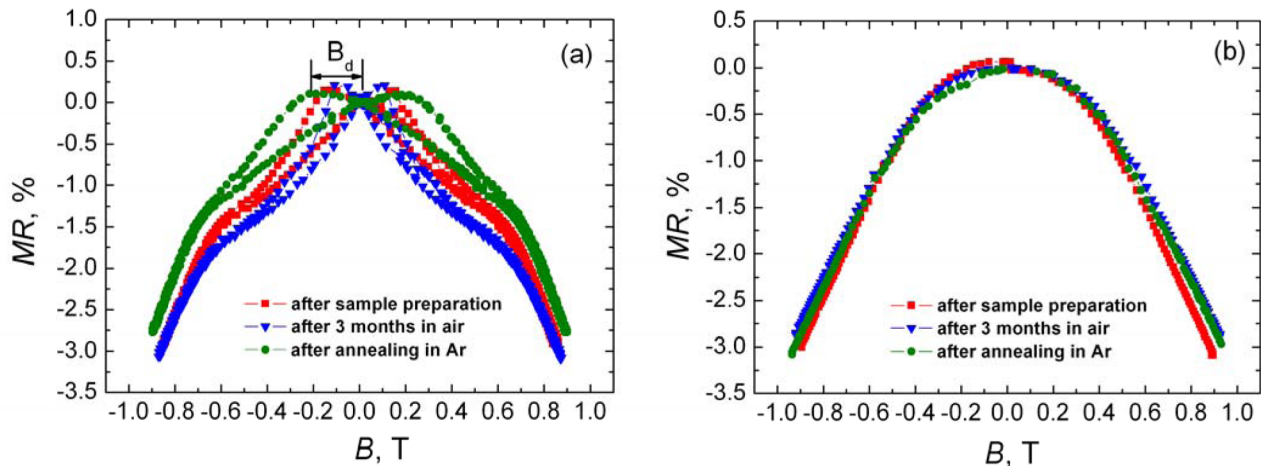 (a)
B_d
MR, %
1.0
0.5
0.0
-0.5
-1.0
-1.5
-2.0
-2.5
-3.0
-3.5
after sample preparation
after 3 months in air
after annealing in Ar
-1.0 -0.8 -0.6 -0.4 -0.2 0.0 0.2 0.4 0.6 0.8 1.0
B, T
(b)
MR, %
0.5
0.0
-0.5
-1.0
-1.5
-2.0
-2.5
-3.0
-3.5
after sample preparation
after 3 months in air
after annealing in Ar
-1.0 -0.8 -0.6 -0.4 -0.2 0.0 0.2 0.4 0.6 0.8 1.0
B, T